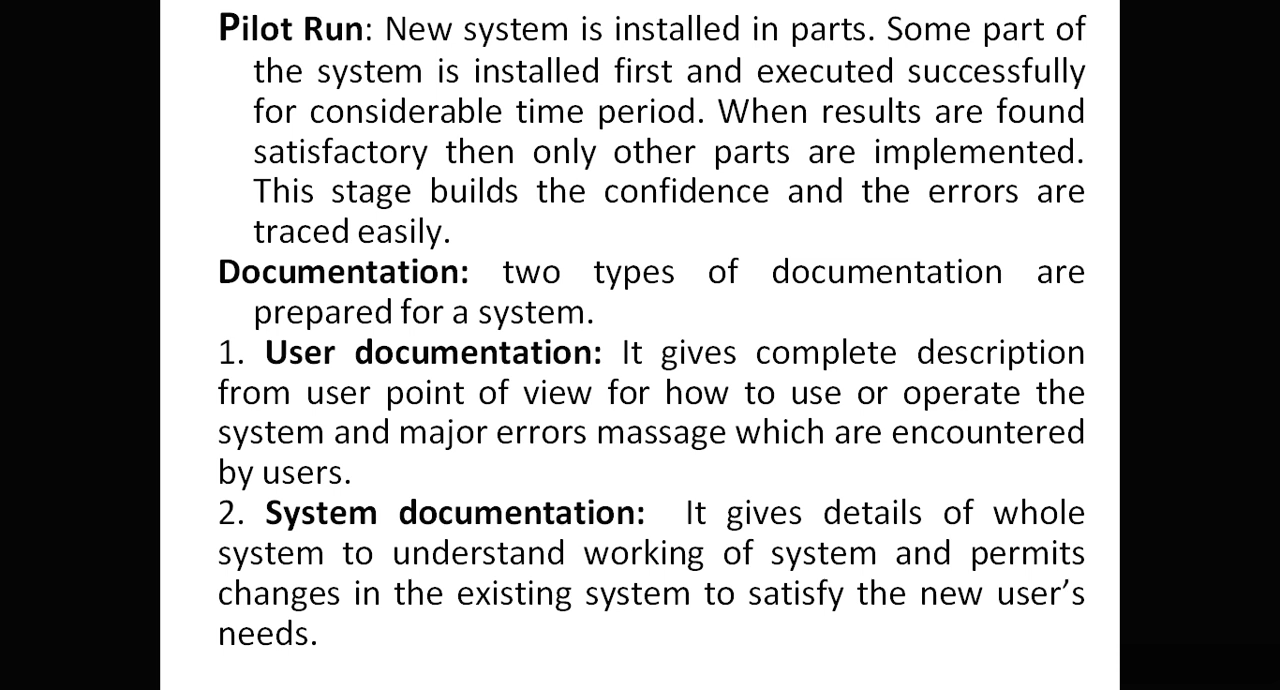 Pilot Run: New system is installed in parts. Some part of
the system is installed first and executed successfully
for considerable time period. When results are found
satisfactory then only other parts are implemented.
This stage builds the confidence and the errors are
traced easily.
Documentation: two types of documentation are
prepared for a system.
1. User documentation: It gives complete description
from user point of view for how to use or operate the
system and major errors massage which are encountered
by users.
2. System documentation: It gives details of whole
system to understand working of system and permits
changes in the existing system to satisfy the new user’s
needs.